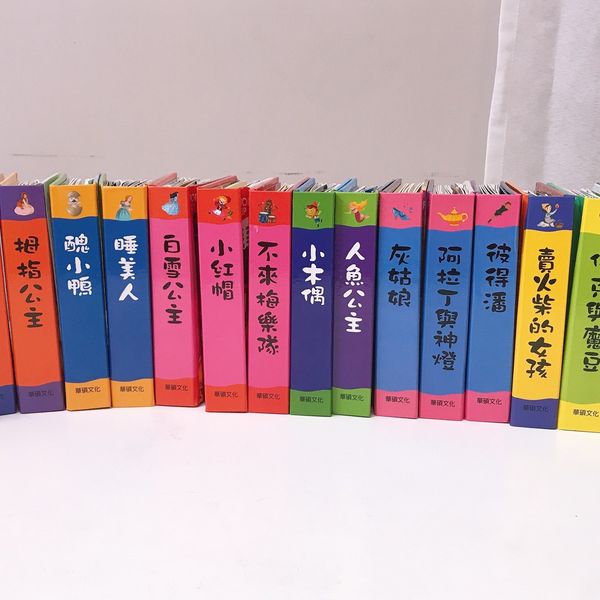 拇指公主
華碩文化
醜小鴨
華碩文化
睡美人
華碩文化
白雪公主
華碩文化
小紅帽
華碩文化
不來梅樂隊
華碩文化
小木偶
華碩文化
人魚公主
華碩文化
灰姑娘
華碩文化
阿拉丁與神燈
華碩文化
彼得潘
華碩文化
賣火柴的女孩
華碩文化
克與魔豆